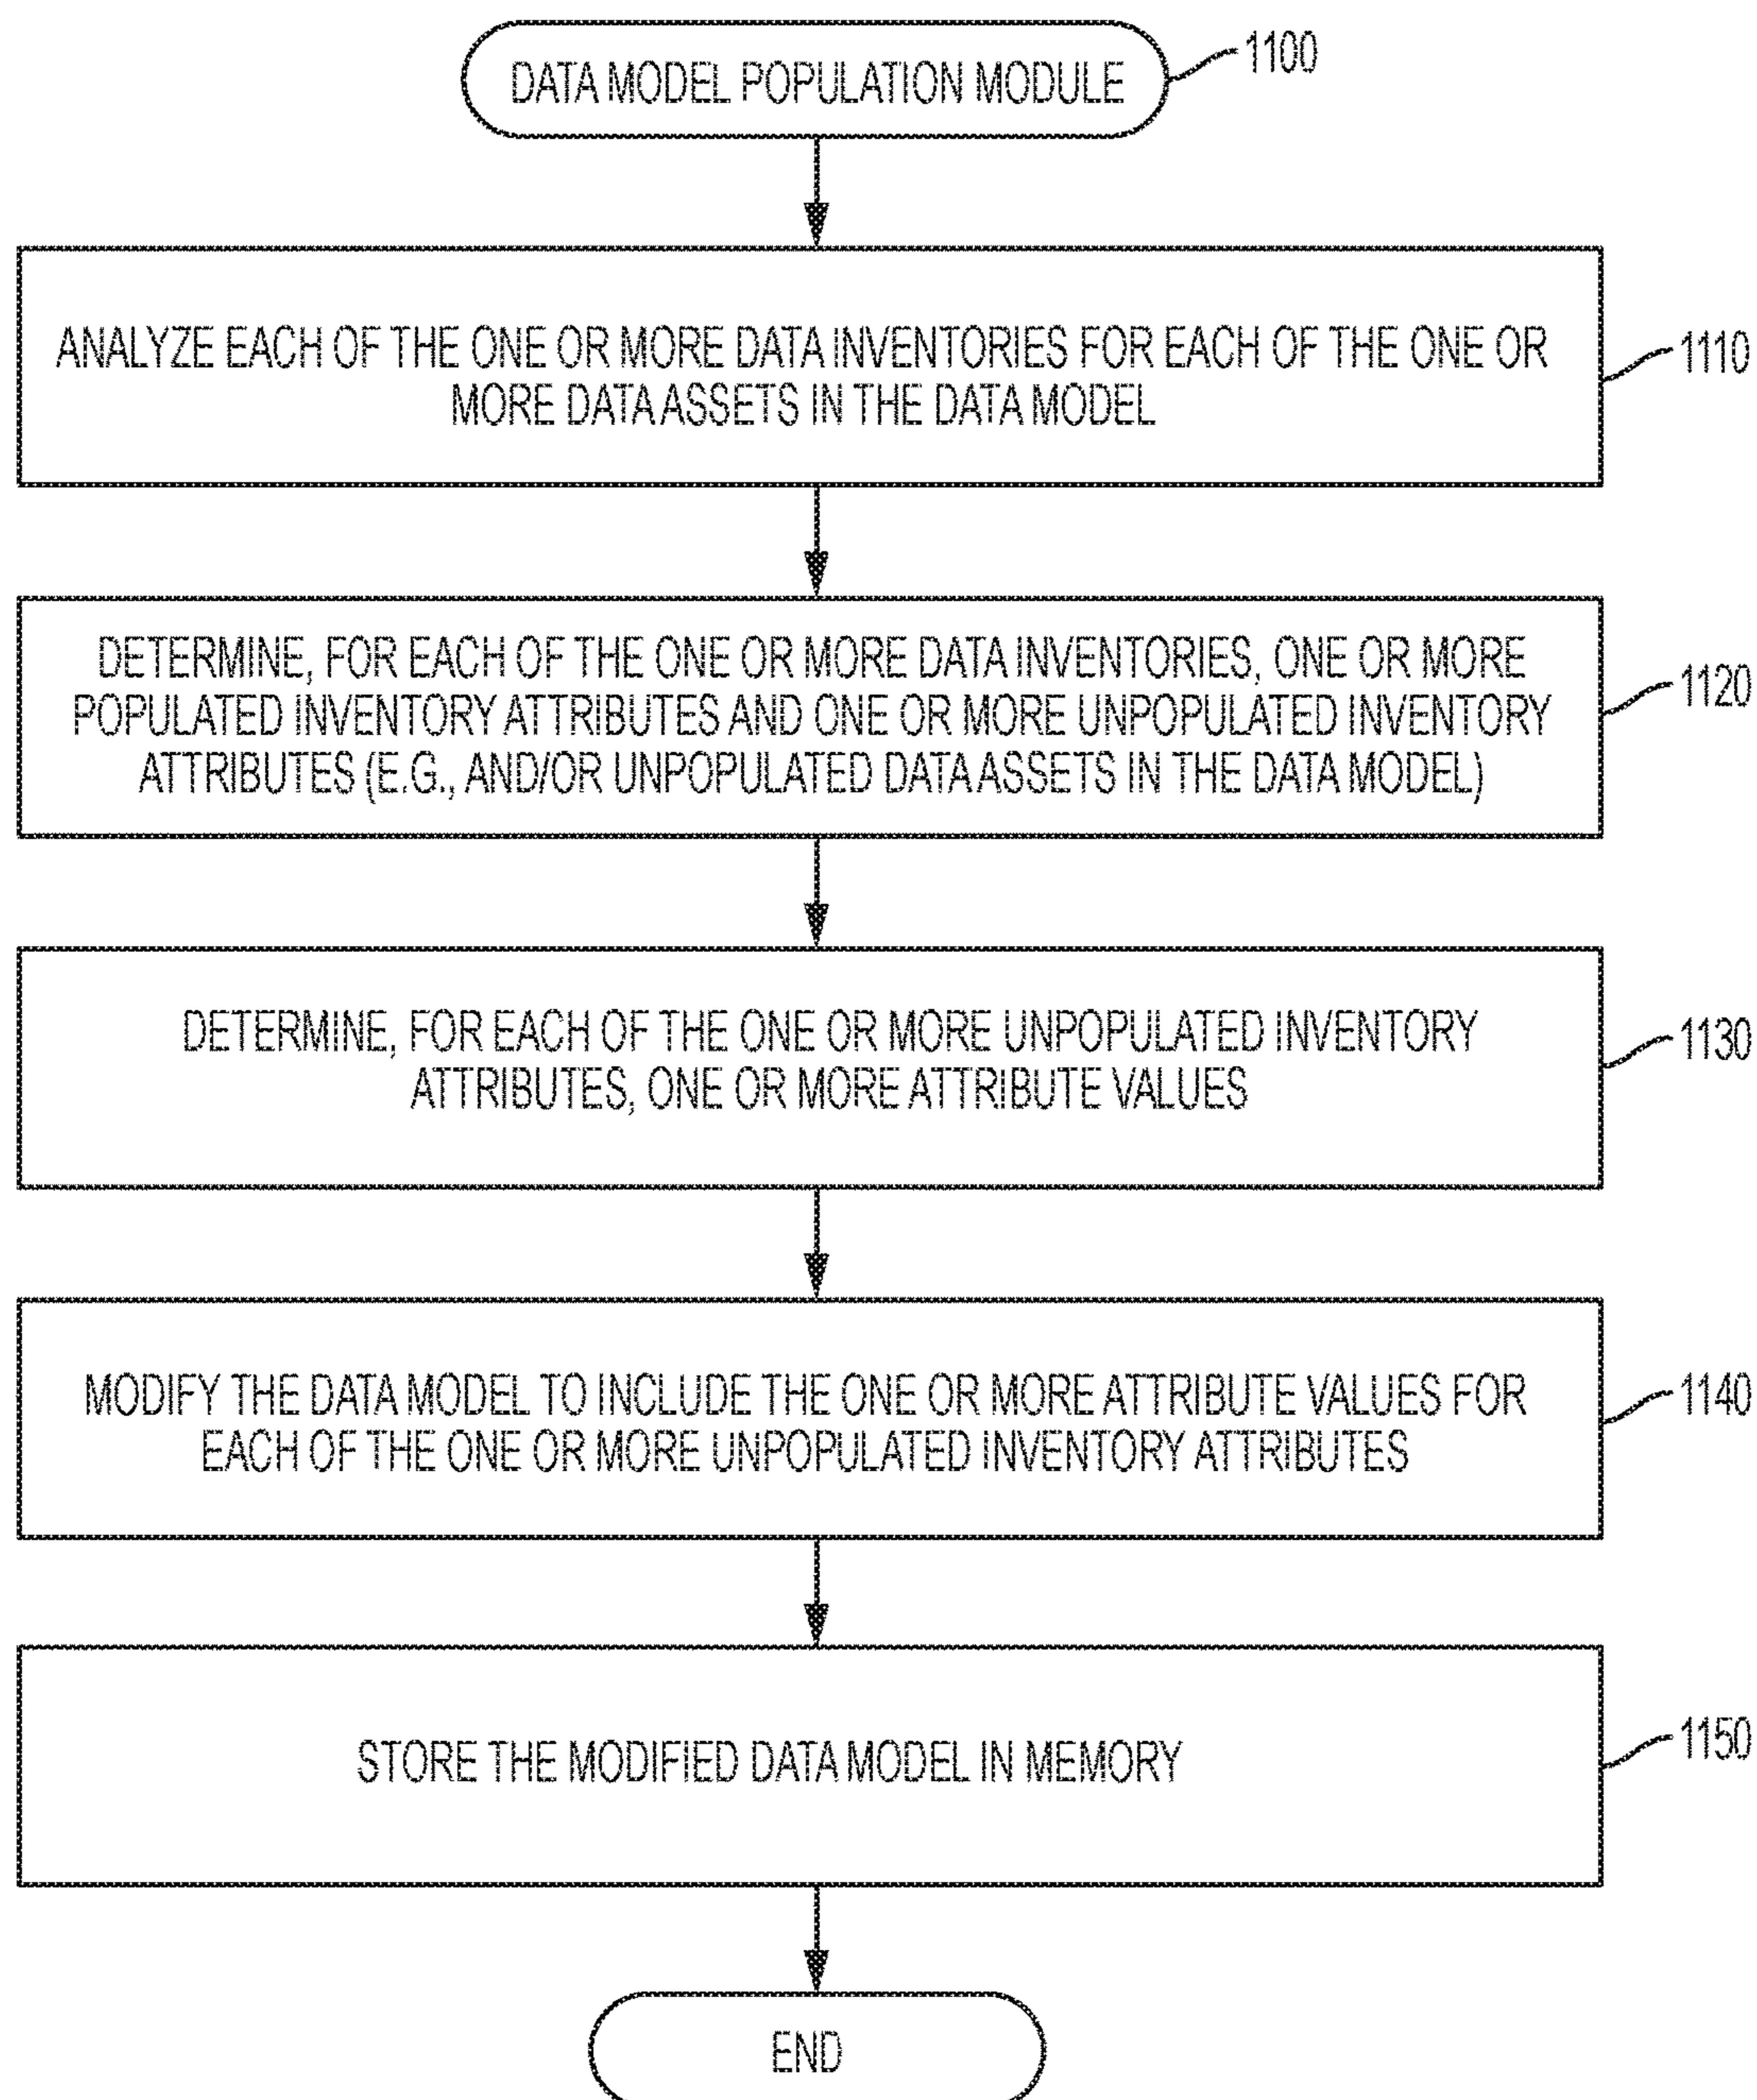 DATA MODEL POPULATION MODULE
1100
ANALYZE EACH OF THE ONE OR MORE DATA INVENTORIES FOR EACH OF THE ONE OR
MORE DATA ASSETS IN THE DATA MODEL
1110
DETERMINE, FOR EACH OF THE ONE OR MORE DATA INVENTORIES, ONE OR MORE
POPULATED INVENTORY ATTRIBUTES AND ONE OR MORE UNPOPULATED INVENTORY
ATTRIBUTES (E.G., AND/OR UNPOPULATED DATA ASSETS IN THE DATA MODEL)
1120
DETERMINE, FOR EACH OF THE ONE OR MORE UNPOPULATED INVENTORY
ATTRIBUTES, ONE OR MORE ATTRIBUTE VALUES
1130
MODIFY THE DATA MODEL TO INCLUDE THE ONE OR MORE ATTRIBUTE VALUES FOR
EACH OF THE ONE OR MORE UNPOPULATED INVENTORY ATTRIBUTES
1140
STORE THE MODIFIED DATA MODEL IN MEMORY
1150
END